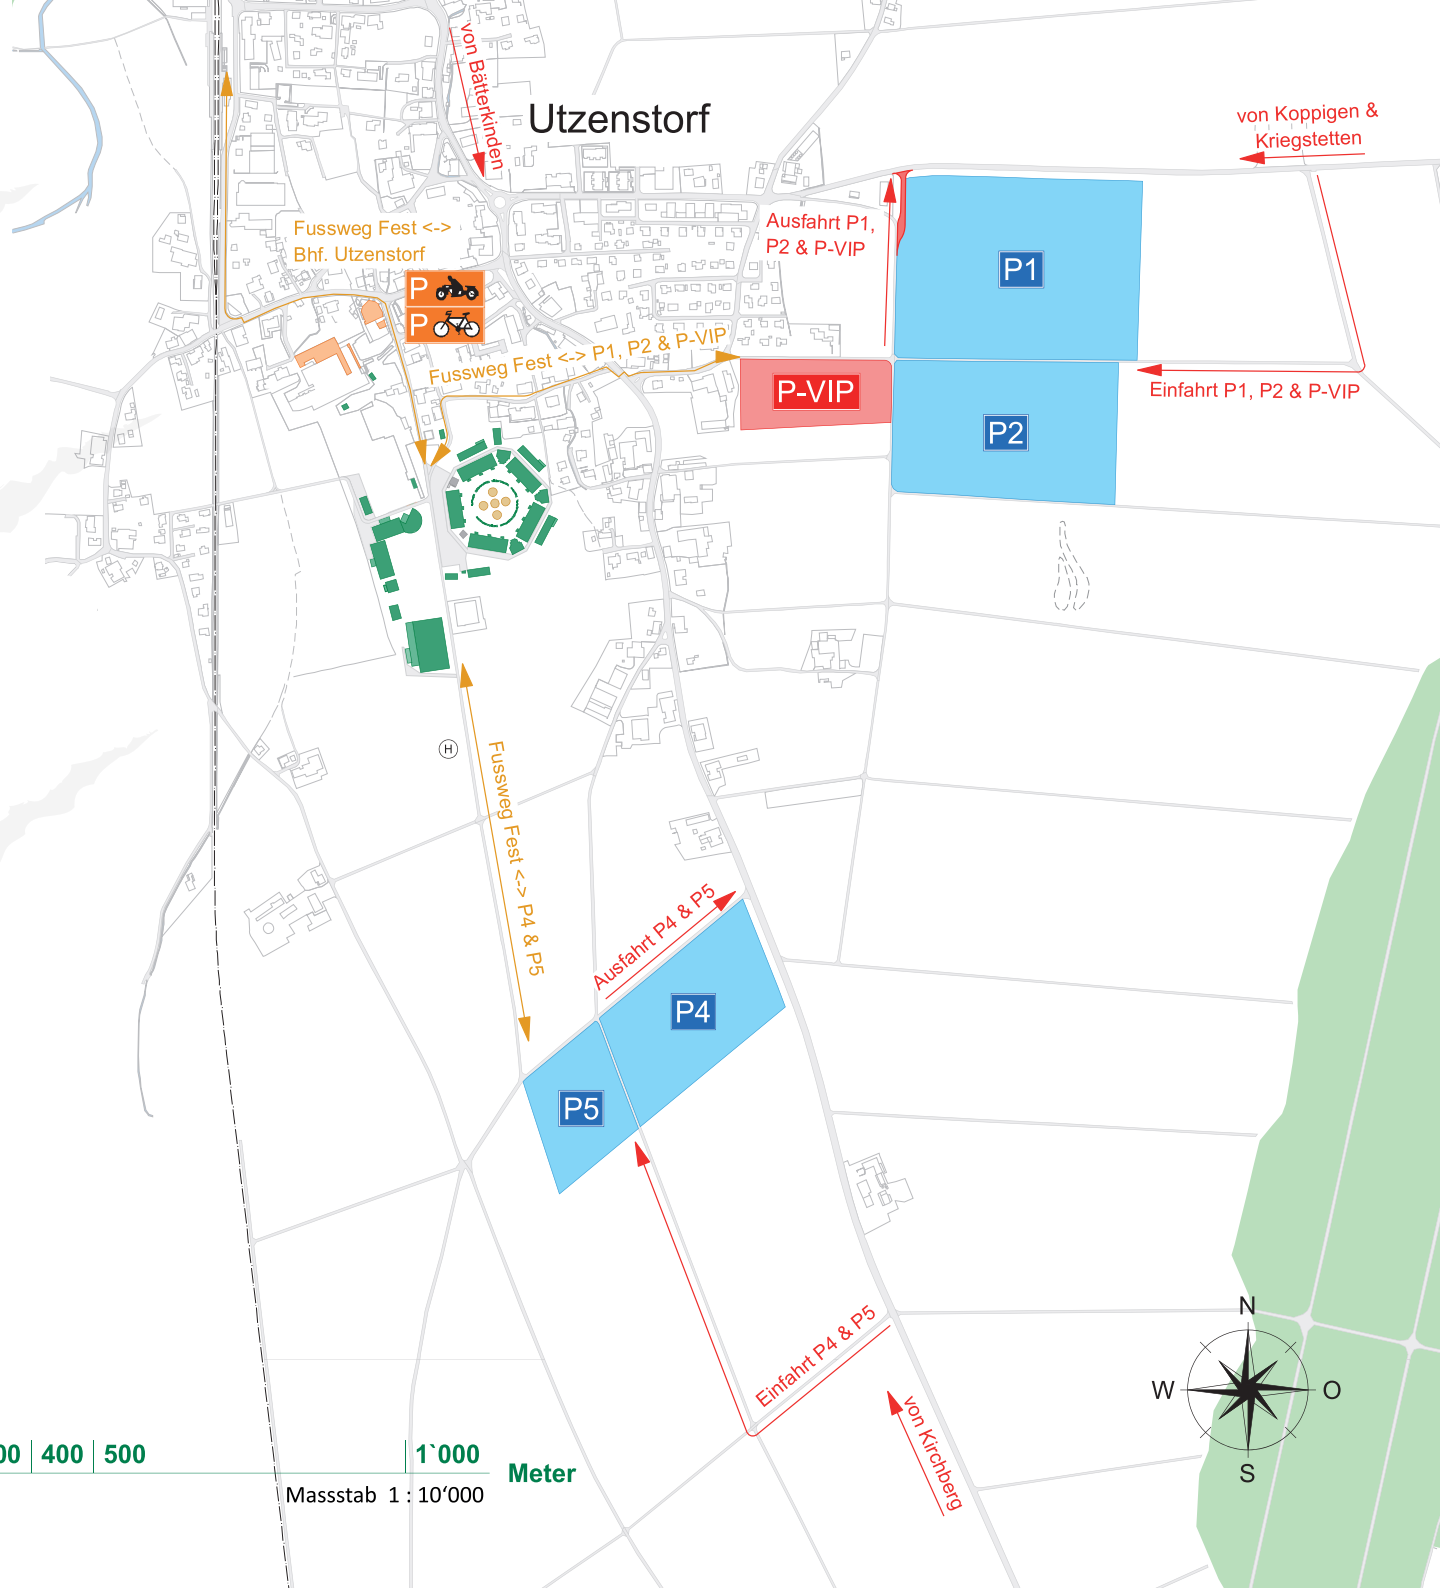 von Bätterkinden
Utzenstorf
von Koppigen &
Kriegstetten
Fussweg Fest <->
Bhf. Utzenstorf
Ausfahrt P1,
P2 & P-VIP
P1
P
P
Fussweg Fest <-> P1, P2 & P-VIP
P-VIP
Einfahrt P1, P2 & P-VIP
P2
H
Fussweg Fest <-> P4 & P5
Ausfahrt P4 & P5
P4
P5
Einfahrt P4 & P5
von Kirchberg
N
W
O
S
00 400 500 1`000
Meter
Massstab 1 : 10‘000